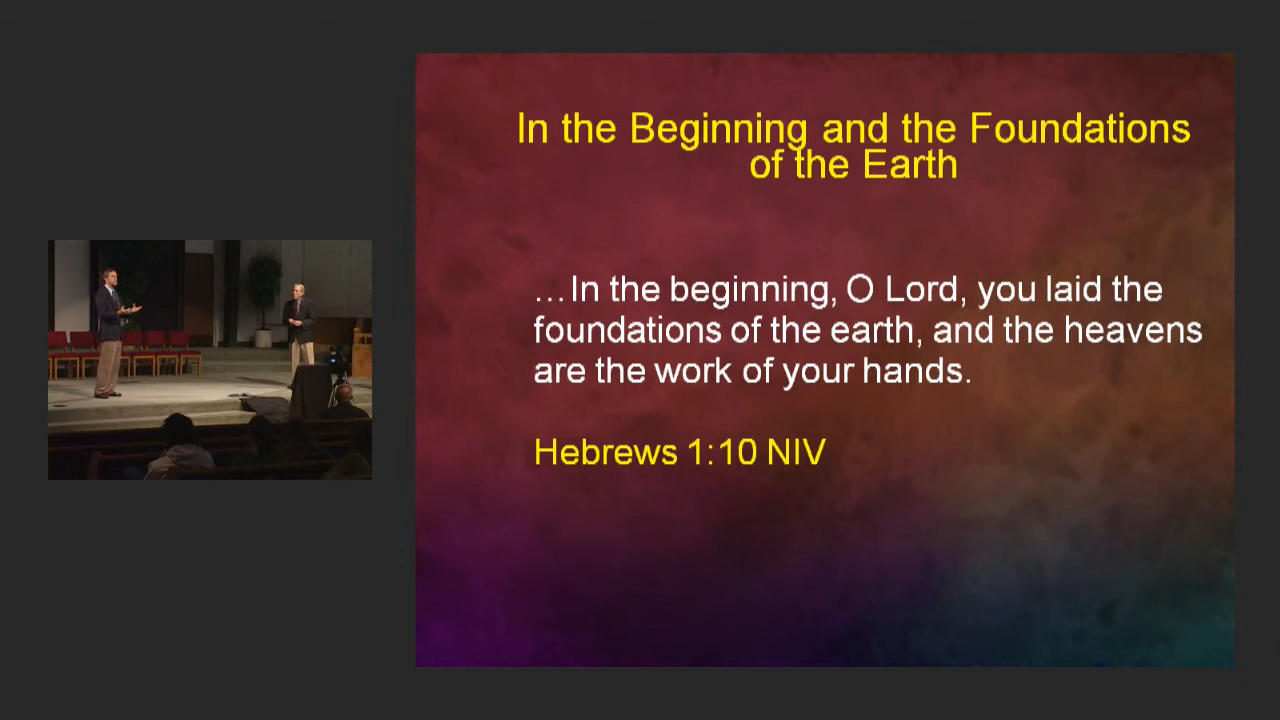 In the Beginning and the Foundations
of the Earth
…In the beginning, O Lord, you laid the
foundations of the earth, and the heavens
are the work of your hands.
Hebrews 1:10 NIV